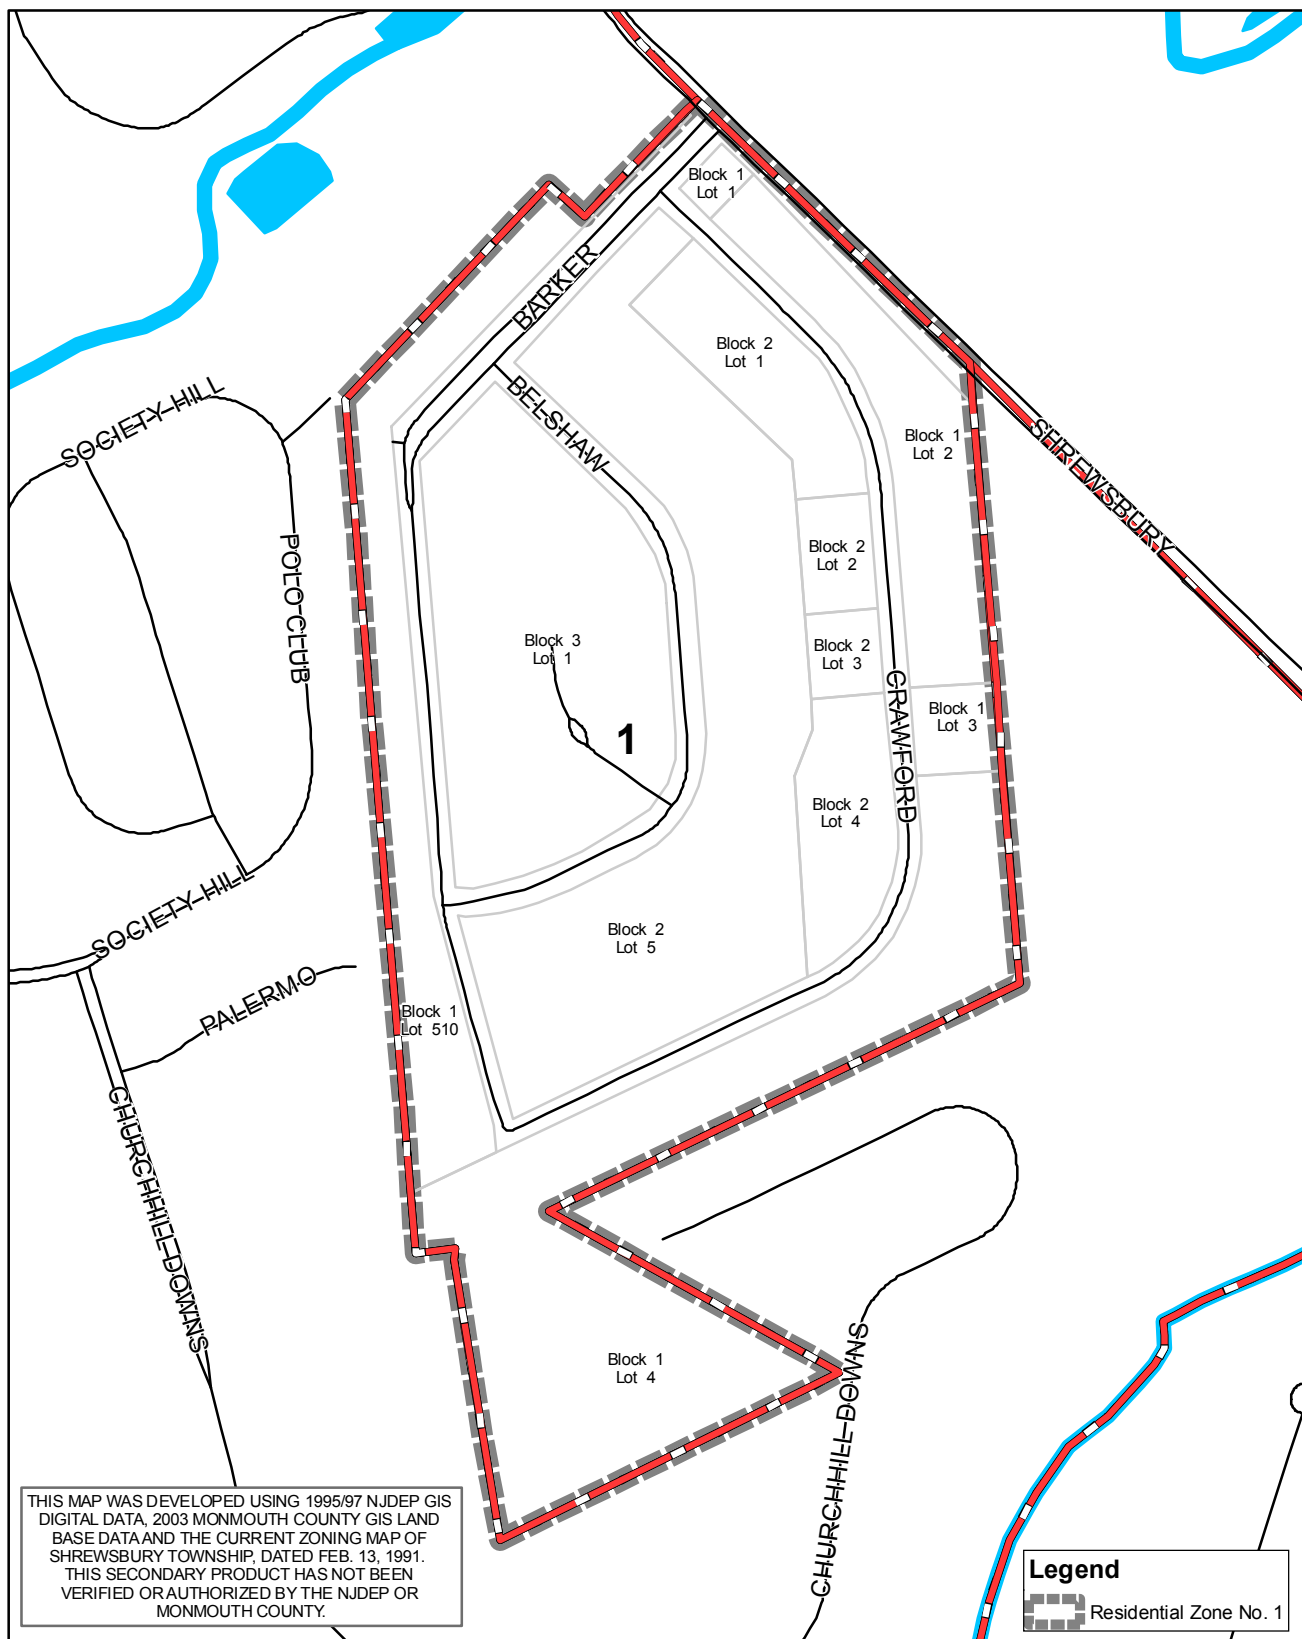 Block 1
Lot 1
BARKER
Block 2
Lot 1
BELSHAW
SOCIETY HILL
Block 1
Lot 2
SHREWSBURY
POLO CLUB
Block 2
Lot 2
Block 3
Lot 1
Block 2
Lot 3
CRAWFORD
Block 1
Lot 3
1
Block 2
Lot 4
SOCIETY HILL
Block 2
Lot 5
PALERMO
Block 1
Lot 510
CHURCHHILL DOWNS
Block 1
Lot 4
CHURCHHILL DOWNS
THIS MAP WAS DEVELOPED USING 1995/97 NJDEP GIS
DIGITAL DATA, 2003 MONMOUTH COUNTY GIS LAND
BASE DATA AND THE CURRENT ZONING MAP OF
SHREWSBURY TOWNSHIP, DATED FEB. 13, 1991.
THIS SECONDARY PRODUCT HAS NOT BEEN
VERIFIED OR AUTHORIZED BY THE NJDEP OR
MONMOUTH COUNTY.
Legend
Residential Zone No. 1